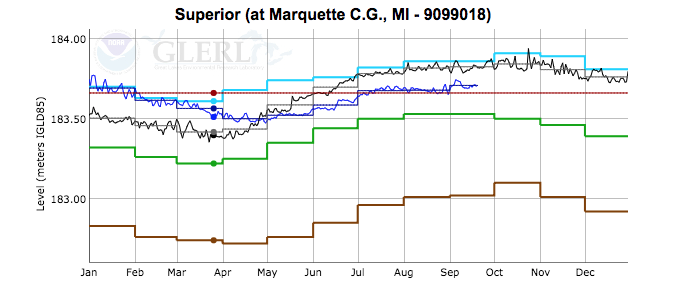 Superior (at Marquette C.G., MI - 9099018)
184.00
GLERL
183.50
183.00
Level (meters IGLD85)
Jan Feb Mar Apr May Jun Jul Aug Sep Oct Nov Dec